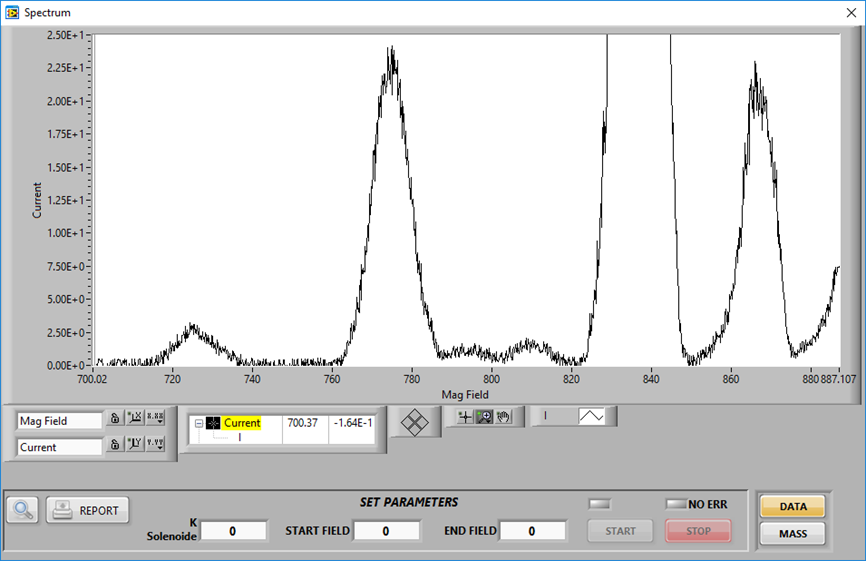 Spectrum
2.50E+1
2.25E+1
2.00E+1
1.75E+1
1.50E+1
1.25E+1
1.00E+1
7.50E+0
5.00E+0
2.50E+0
0.00E+0
Current
700.02 720 740 760 780 800 820 840 860 880 887.107
Mag Field
Mag Field
Current
Current 700.37 -1.64E-1
I
I
SET PARAMETERS
REPORT
K
Solenoide 0
START FIELD 0
END FIELD 0
NO ERR
START
STOP
DATA
MASS